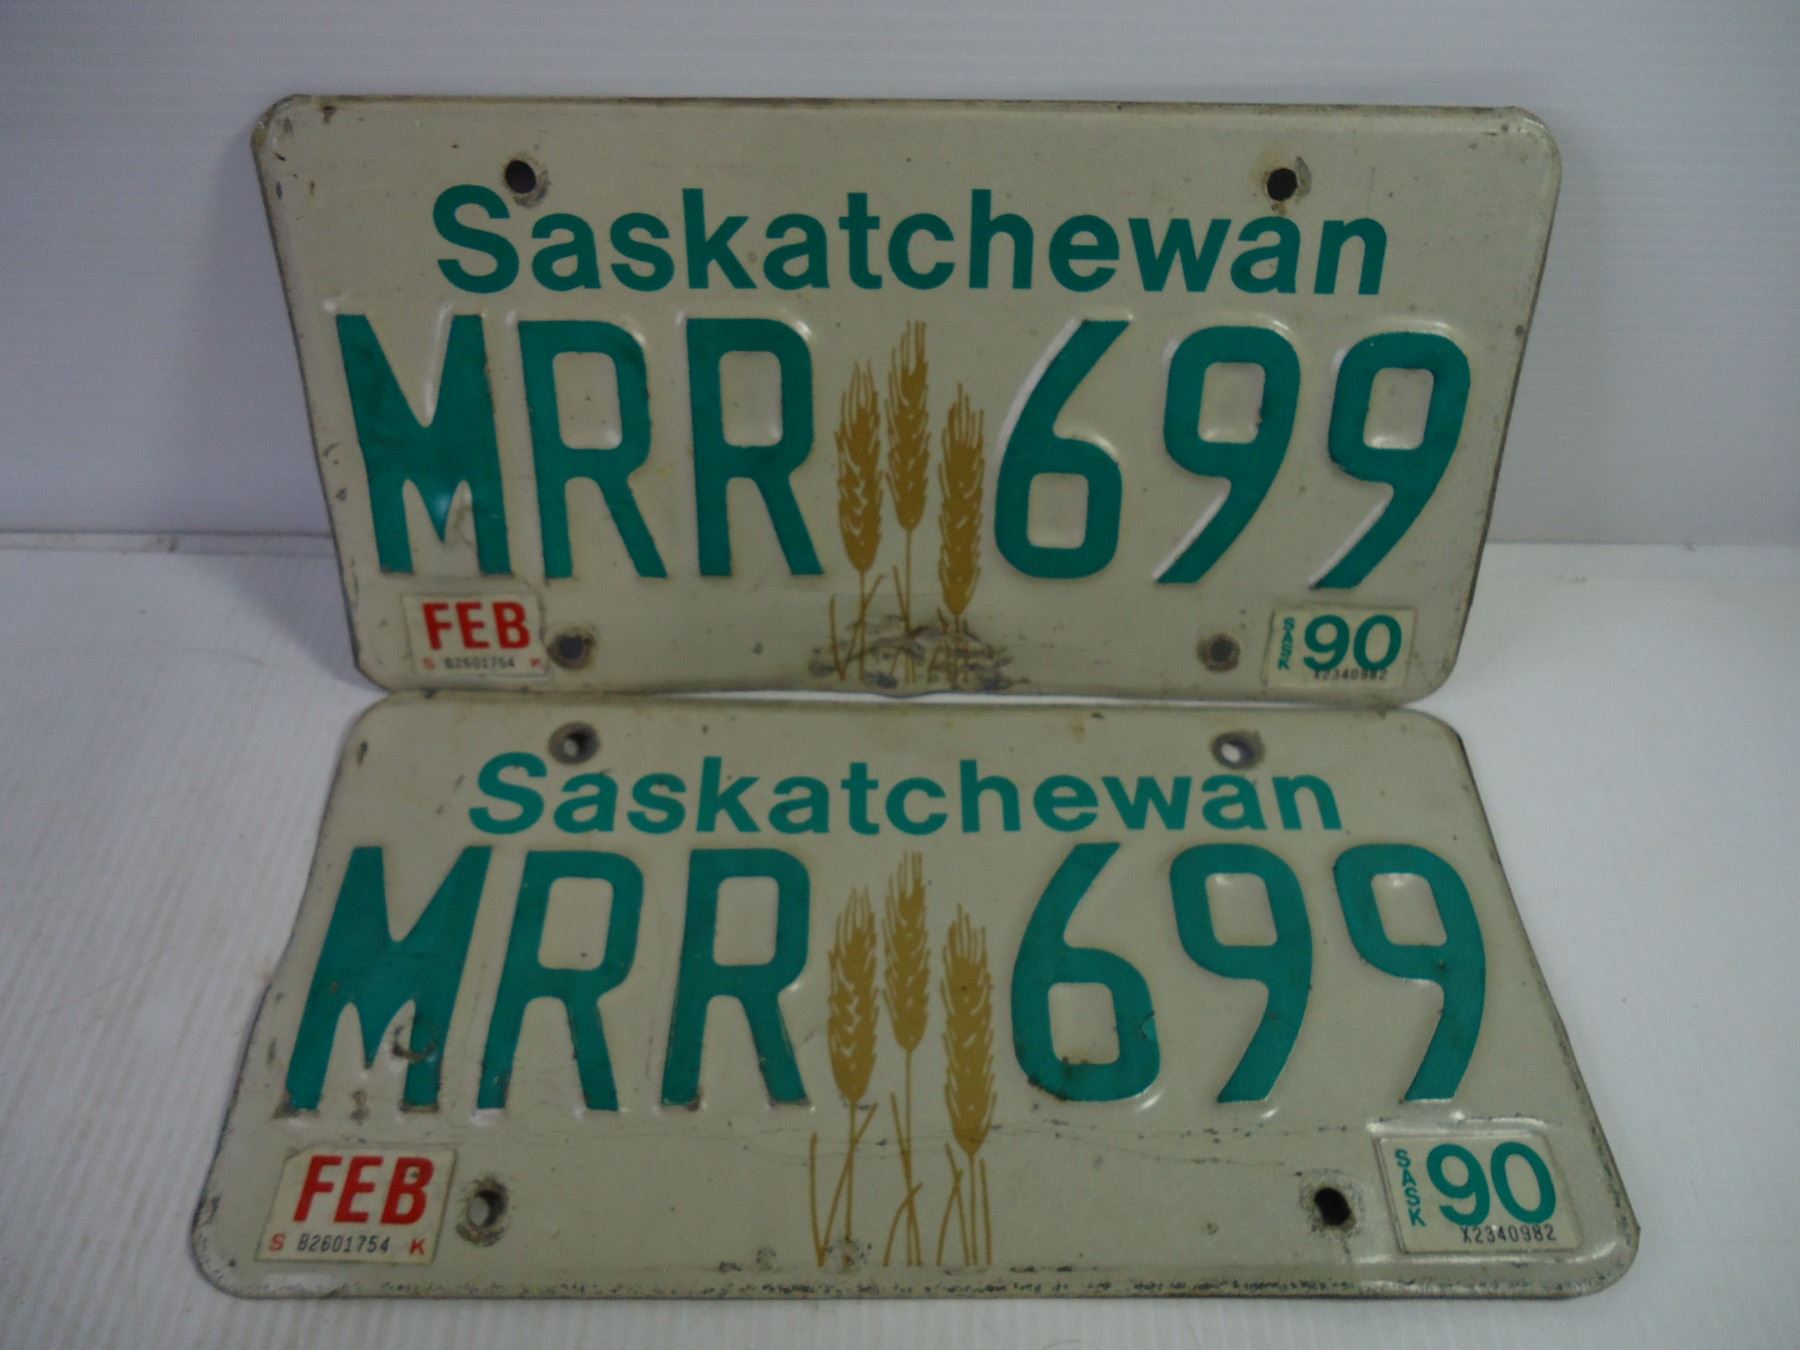 Saskatchewan
MRR 699
FEB
S B2601754 K
SASK 90
X2340982
Saskatchewan
MRR 699
FEB
S B2601754 K
SASK 90
X2340982